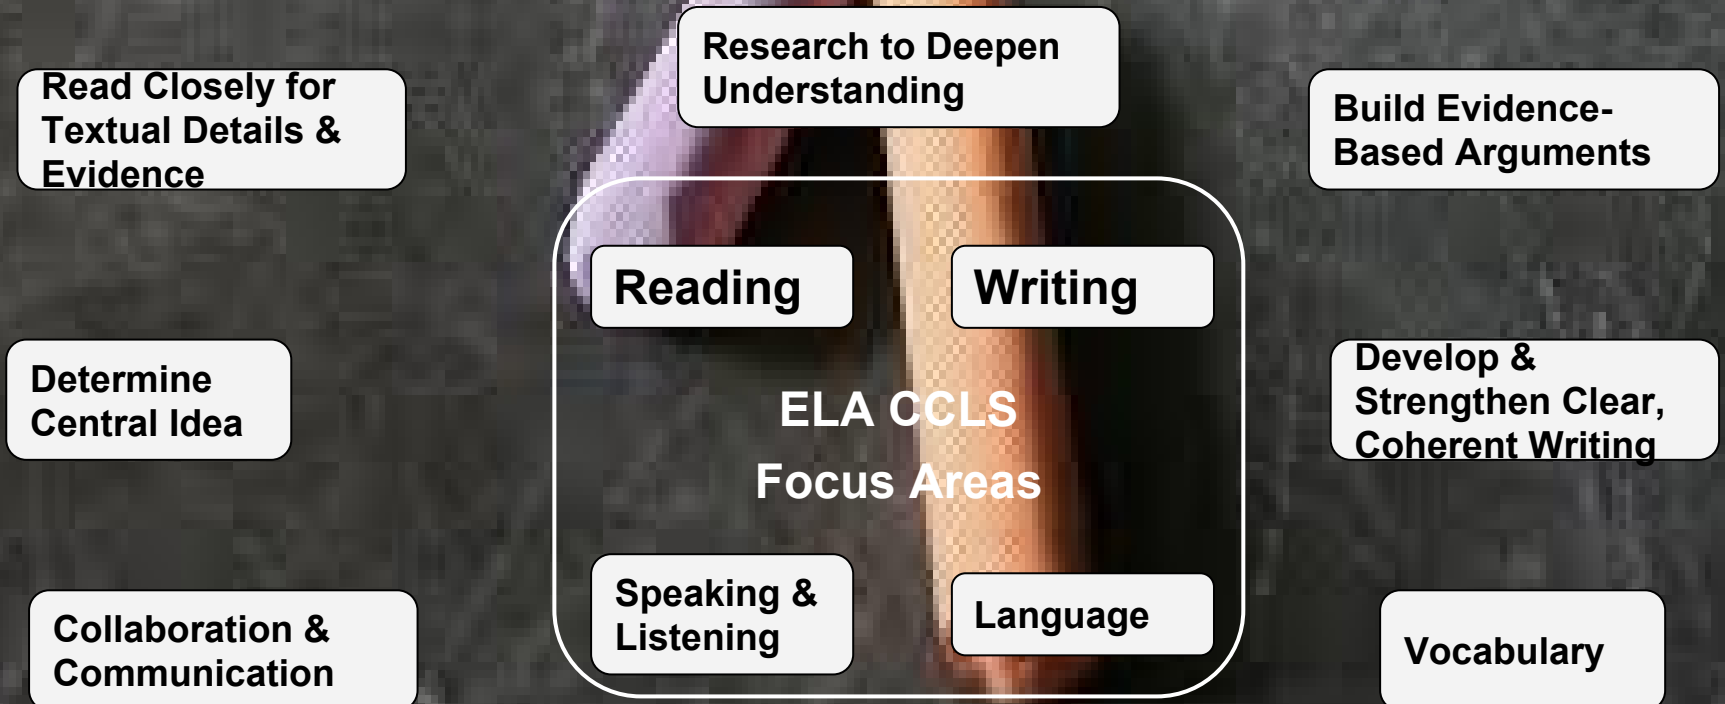 Research to Deepen
Understanding
Read Closely for
Textual Details &
Evidence
Build Evidence-
Based Arguments
Reading
Writing
Determine
Central Idea
ELA CCLS
Focus Areas
Develop &
Strengthen Clear,
Coherent Writing
Speaking &
Listening
Language
Collaboration &
Communication
Vocabulary